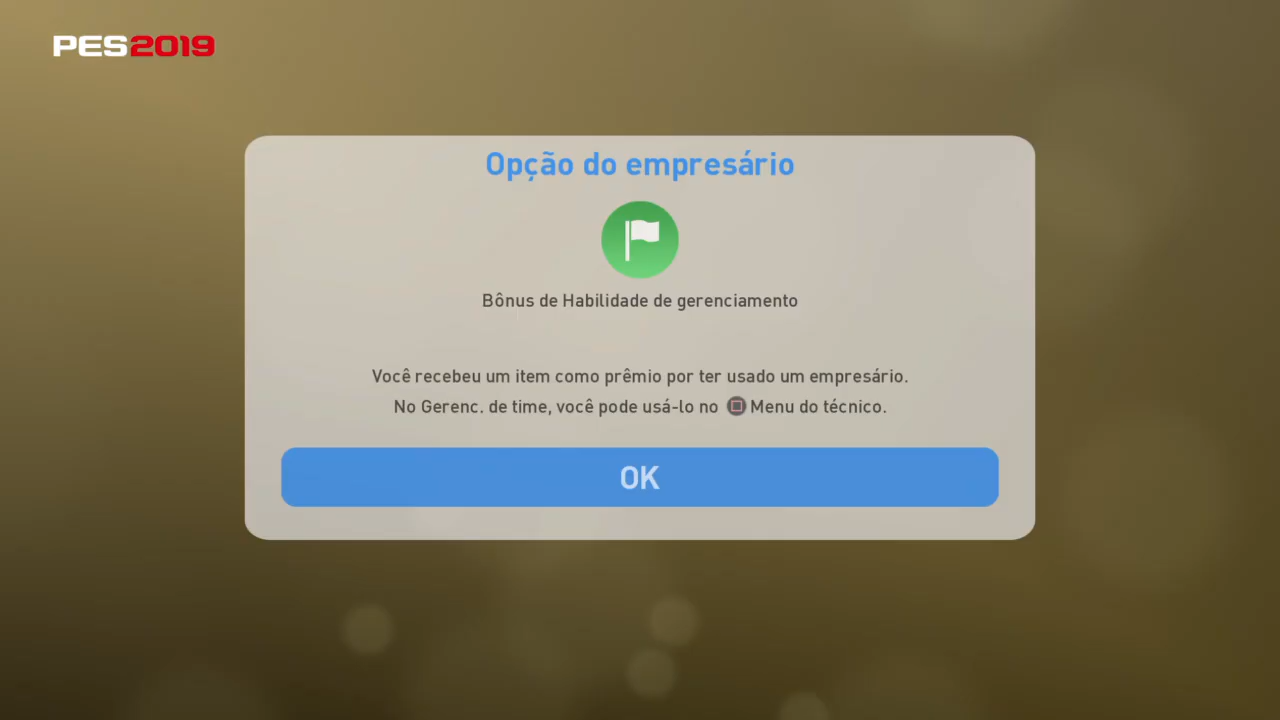 PES2019
Opção do empresário
Bônus de Habilidade de gerenciamento
Você recebeu um item como prêmio por ter usado um empresário.
No Gerenc. de time, você pode usá-lo no Menu do técnico.
OK